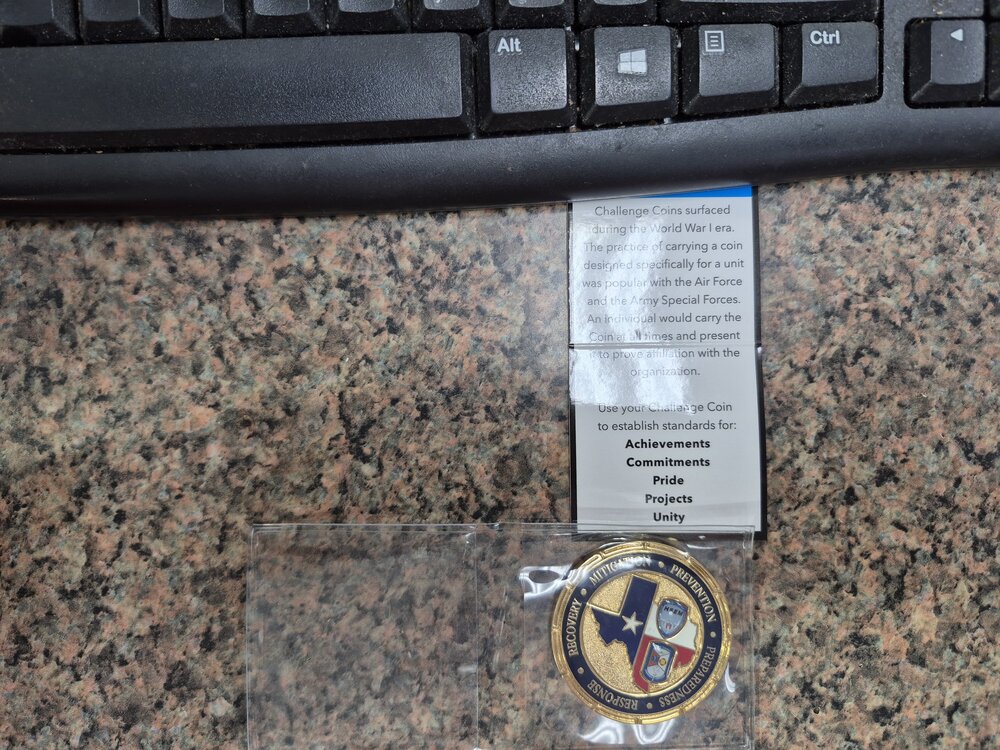 Alt
Ctrl
Challenge Coins surfaced
during the World War I era.
The practice of carrying a coin
designed specifically for a unit
was popular with the Air Force
and the Army Special Forces.
An individual would carry the
Coin at all times and present
it to prove affiliation with the
organization.
Use your Challenge Coin
to establish standards for:
Achievements
Commitments
Pride
Projects
Unity
RECOVERY • MITIGATION • PREVENTION • PREPAREDNESS • RESPONSE •